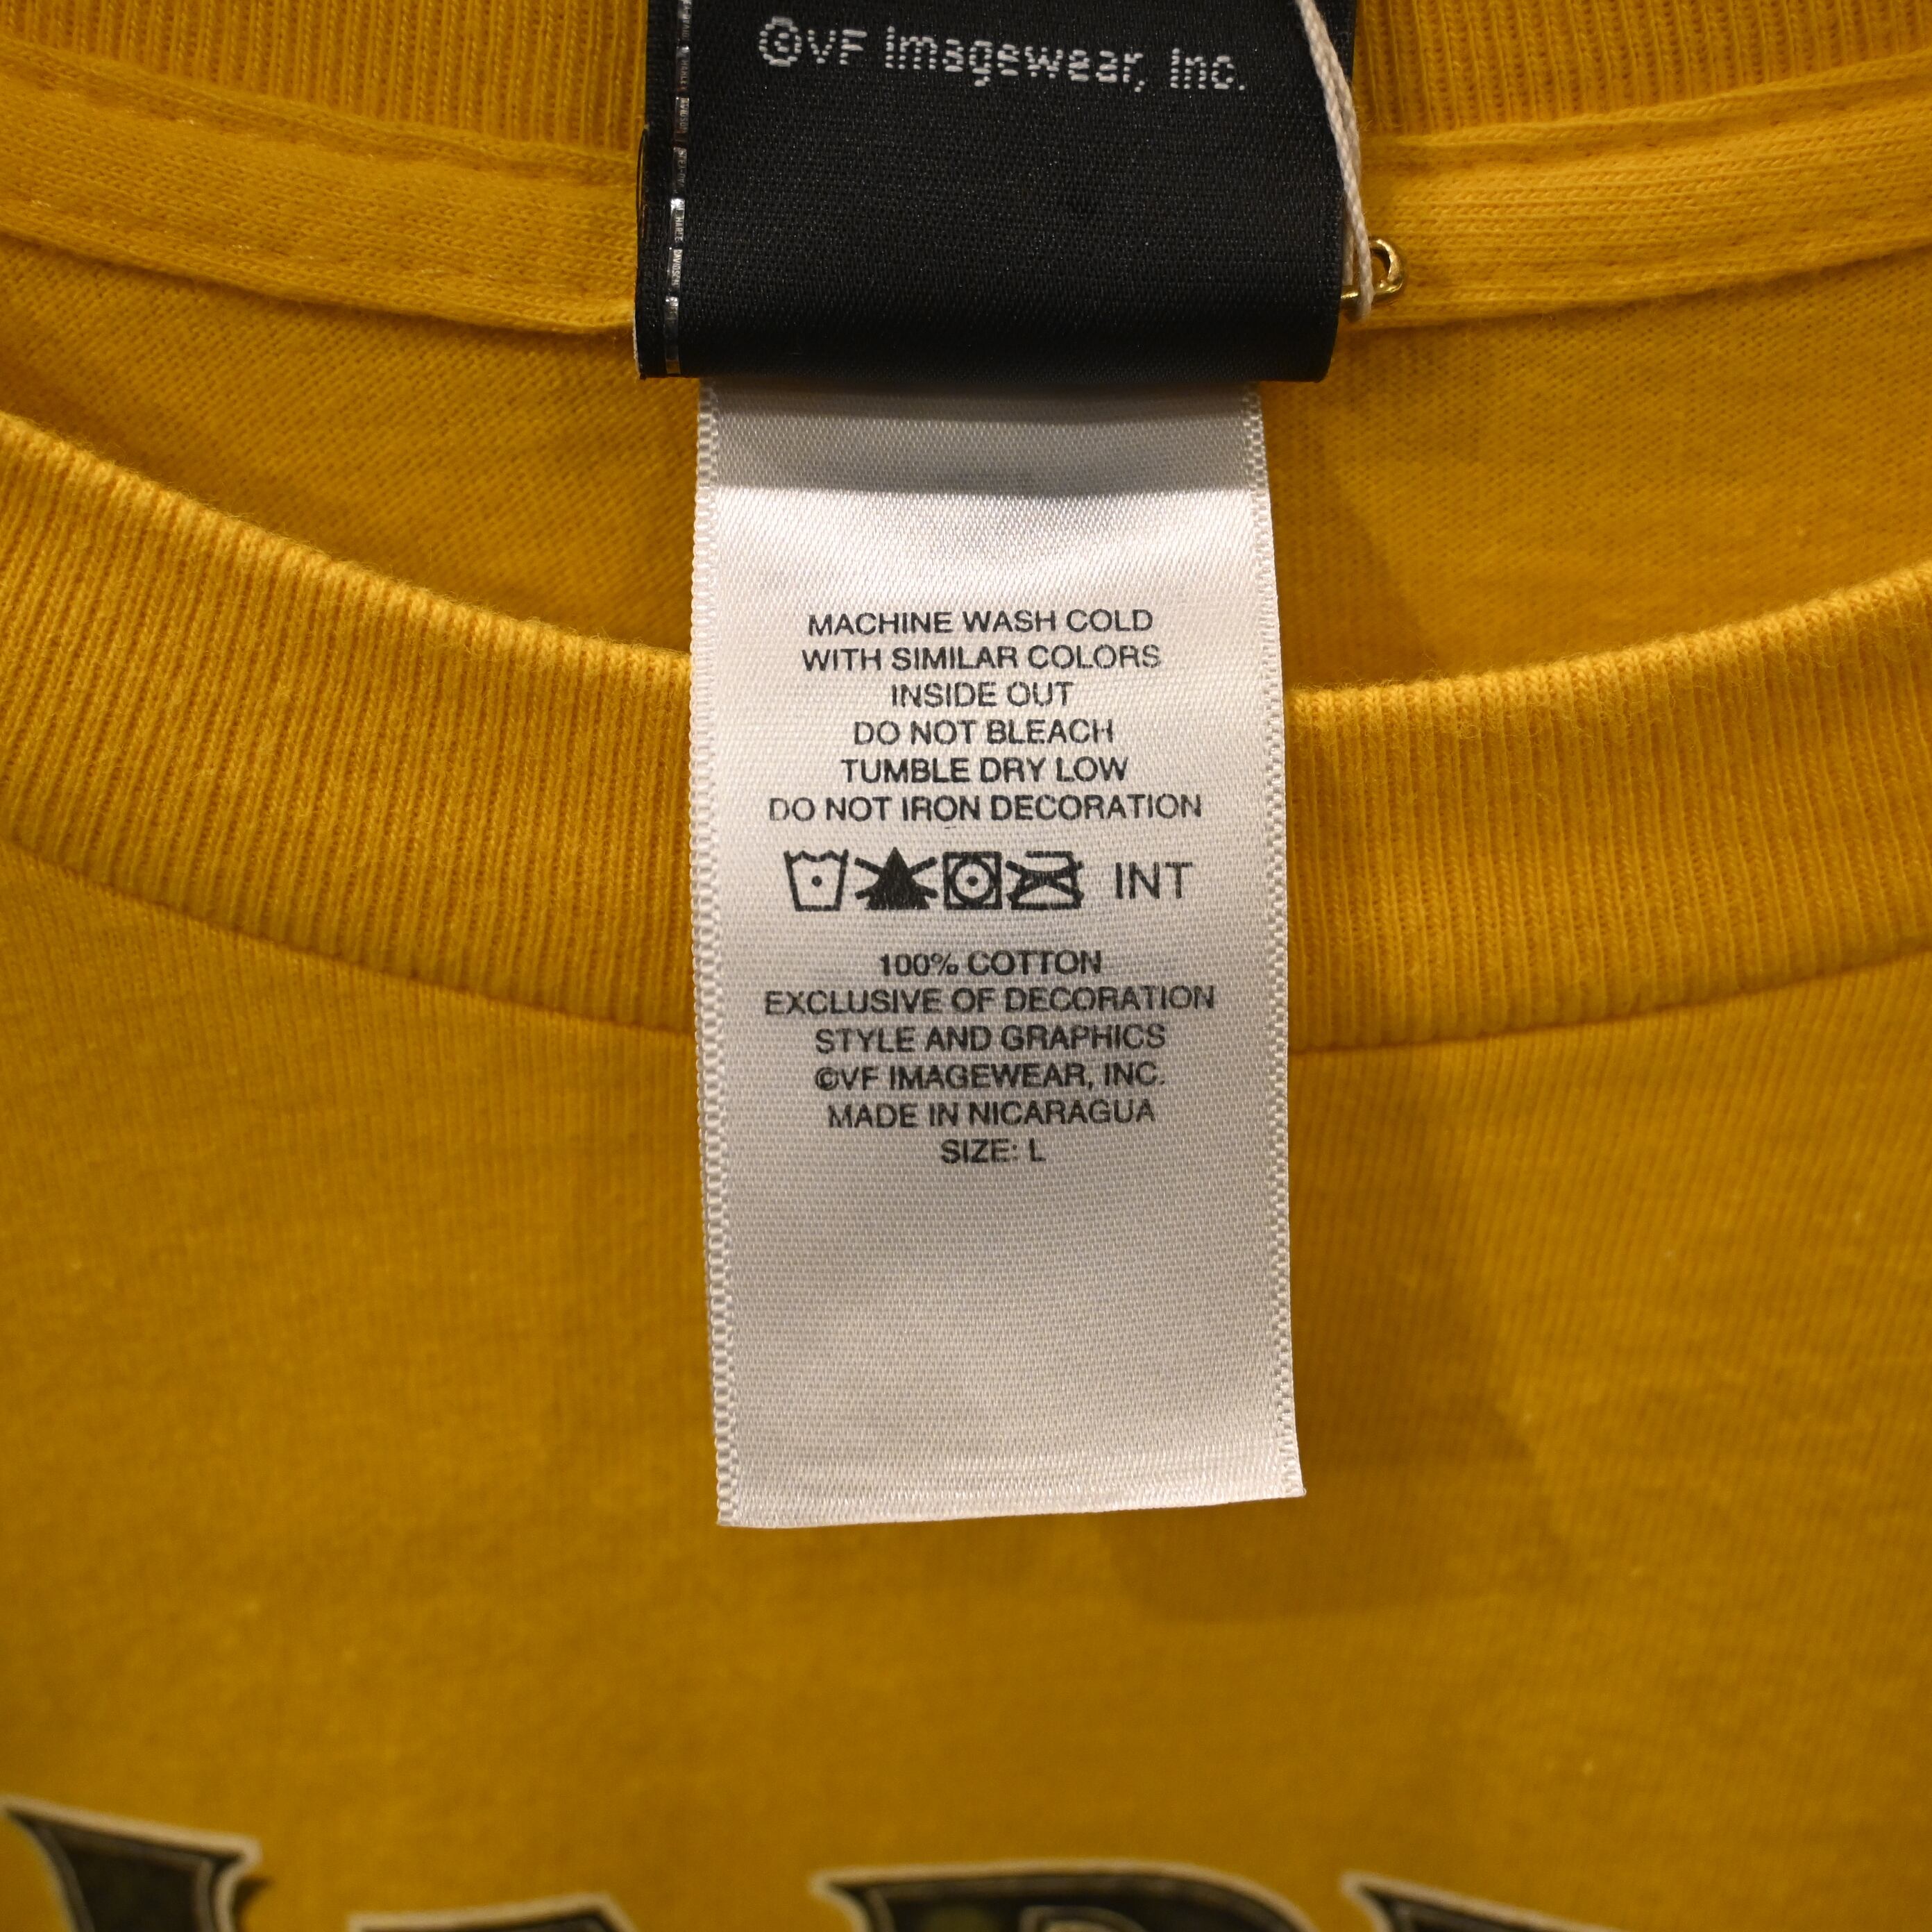 ©VF Imagewear, Inc.
MACHINE WASH COLD
WITH SIMILAR COLORS
INSIDE OUT
DO NOT BLEACH
TUMBLE DRY LOW
DO NOT IRON DECORATION
INT
100% COTTON
EXCLUSIVE OF DECORATION
STYLE AND GRAPHICS
©VF IMAGEWEAR, INC.
MADE IN NICARAGUA
SIZE: L